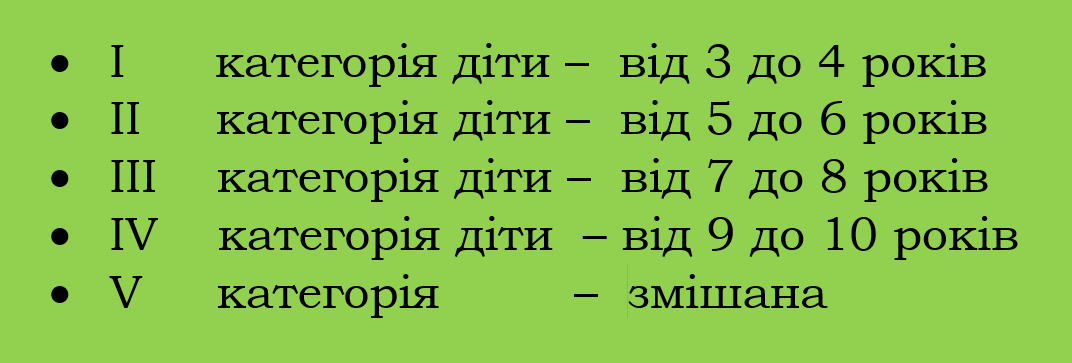 • I категорія діти – від 3 до 4 років
• II категорія діти – від 5 до 6 років
• III категорія діти – від 7 до 8 років
• IV категорія діти – від 9 до 10 років
• V категорія – змішана